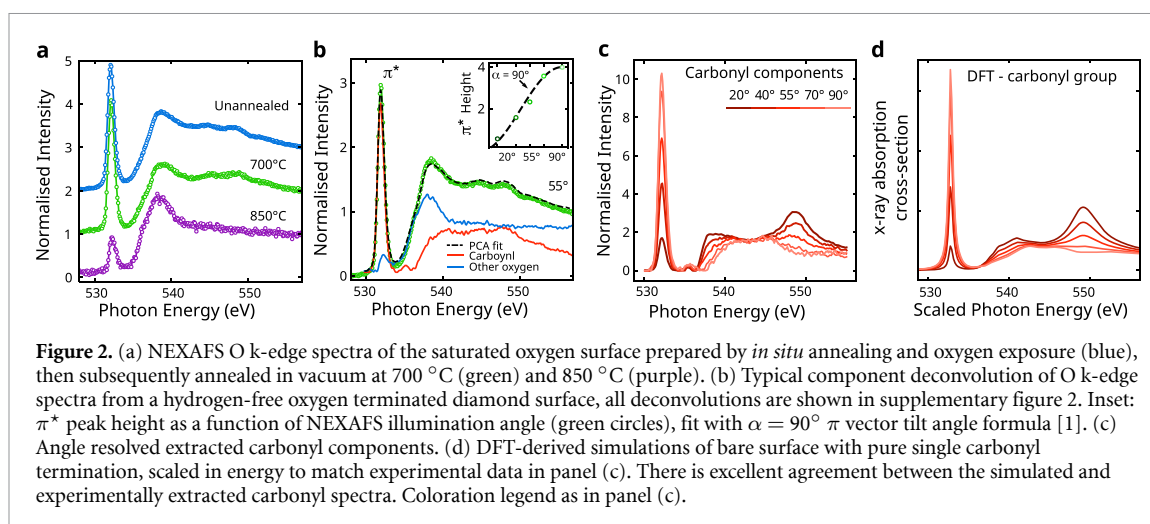 a
5
4
3
2
1
0
Normalised Intensity
Unannealed
700°C
850°C
530
540
550
Photon Energy (eV)
b
3
2
1
0
Normalised Intensity
π*
4
2
π* Height
α = 90°
20° 55° 90°
55°
PCA fit
Carboynl
Other oxygen
530
540
550
Photon Energy (eV)
c
10
8
6
4
2
0
Normalised Intensity
Carbonyl components
20° 40° 55° 70° 90°
530
540
550
Photon Energy (eV)
d
x-ray absorption
cross-section
DFT - carbonyl group
530
540
550
Scaled Photon Energy (eV)
Figure 2. (a) NEXAFS O k-edge spectra of the saturated oxygen surface prepared by in situ annealing and oxygen exposure (blue),
then subsequently annealed in vacuum at 700 °C (green) and 850 °C (purple). (b) Typical component deconvolution of O k-edge
spectra from a hydrogen-free oxygen terminated diamond surface, all deconvolutions are shown in supplementary figure 2. Inset:
π⋆ peak height as a function of NEXAFS illumination angle (green circles), fit with α = 90° π vector tilt angle formula [1]. (c)
Angle resolved extracted carbonyl components. (d) DFT-derived simulations of bare surface with pure single carbonyl
termination, scaled in energy to match experimental data in panel (c). There is excellent agreement between the simulated and
experimentally extracted carbonyl spectra. Coloration legend as in panel (c).